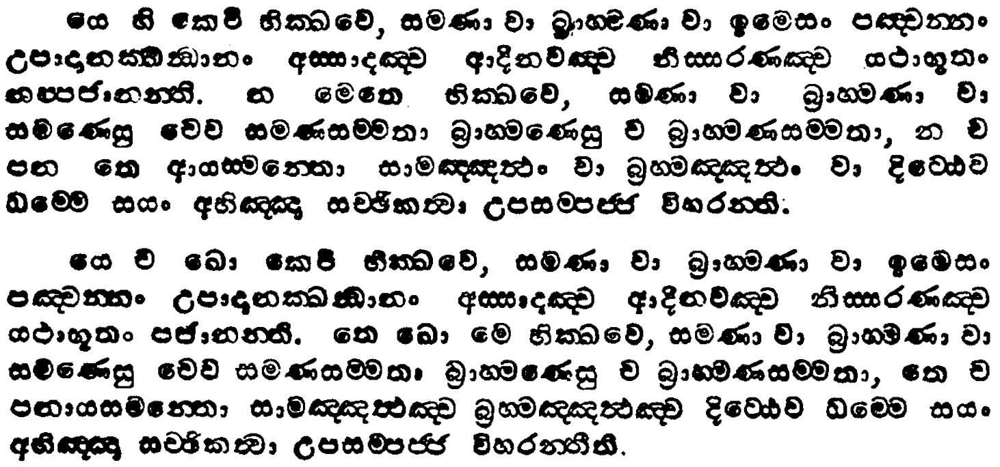 යෙ හි කෙචි භික්ඛවේ, සමණා වා බ්‍රාහ්මණා වා ඉමෙසං පඤ්චන්නං
උපාදානක්ඛන්ධානං අස්සාදඤ්ච ආදීනවඤ්ච නිස්සරණඤ්ච යථාභූතං
නප්පජානන්ති. න මෙතෙ භික්ඛවේ, සමණා වා බ්‍රාහ්මණා වා
සමණෙසු චෙව සමණසම්මතා බ්‍රාහ්මණෙසු ච බ්‍රාහ්මණසම්මතා, න ච
පන තෙ ආයස්මන්තො සාමඤ්ඤත්‍ථං වා බ්‍රහ්මඤ්ඤත්‍ථං වා දිට්ඨෙව
ධම්මෙ සයං අභිඤ්ඤා සච්ඡිකත්‍වා උපසම්පජ්ජ විහරන්ති.
යෙ ච ඛො කෙචි භික්ඛවේ, සමණා වා බ්‍රාහ්මණා වා ඉමෙසං
පඤ්චන්නං උපාදානක්ඛන්ධානං අස්සාදඤ්ච ආදීනවඤ්ච නිස්සරණඤ්ච
යථාභූතං පජානන්ති. තෙ ඛො මෙ භික්ඛවේ, සමණා වා බ්‍රාහ්මණා වා
සමණෙසු චෙව සමණසම්මතා බ්‍රාහ්මණෙසු ච බ්‍රාහ්මණසම්මතා, තෙ ච
පනායස්මන්තො සාමඤ්ඤත්‍ථඤ්ච බ්‍රහ්මඤ්ඤත්‍ථඤ්ච දිට්ඨෙව ධම්මෙ සයං
අභිඤ්ඤා සච්ඡිකත්‍වා උපසම්පජ්ජ විහරන්තීති.